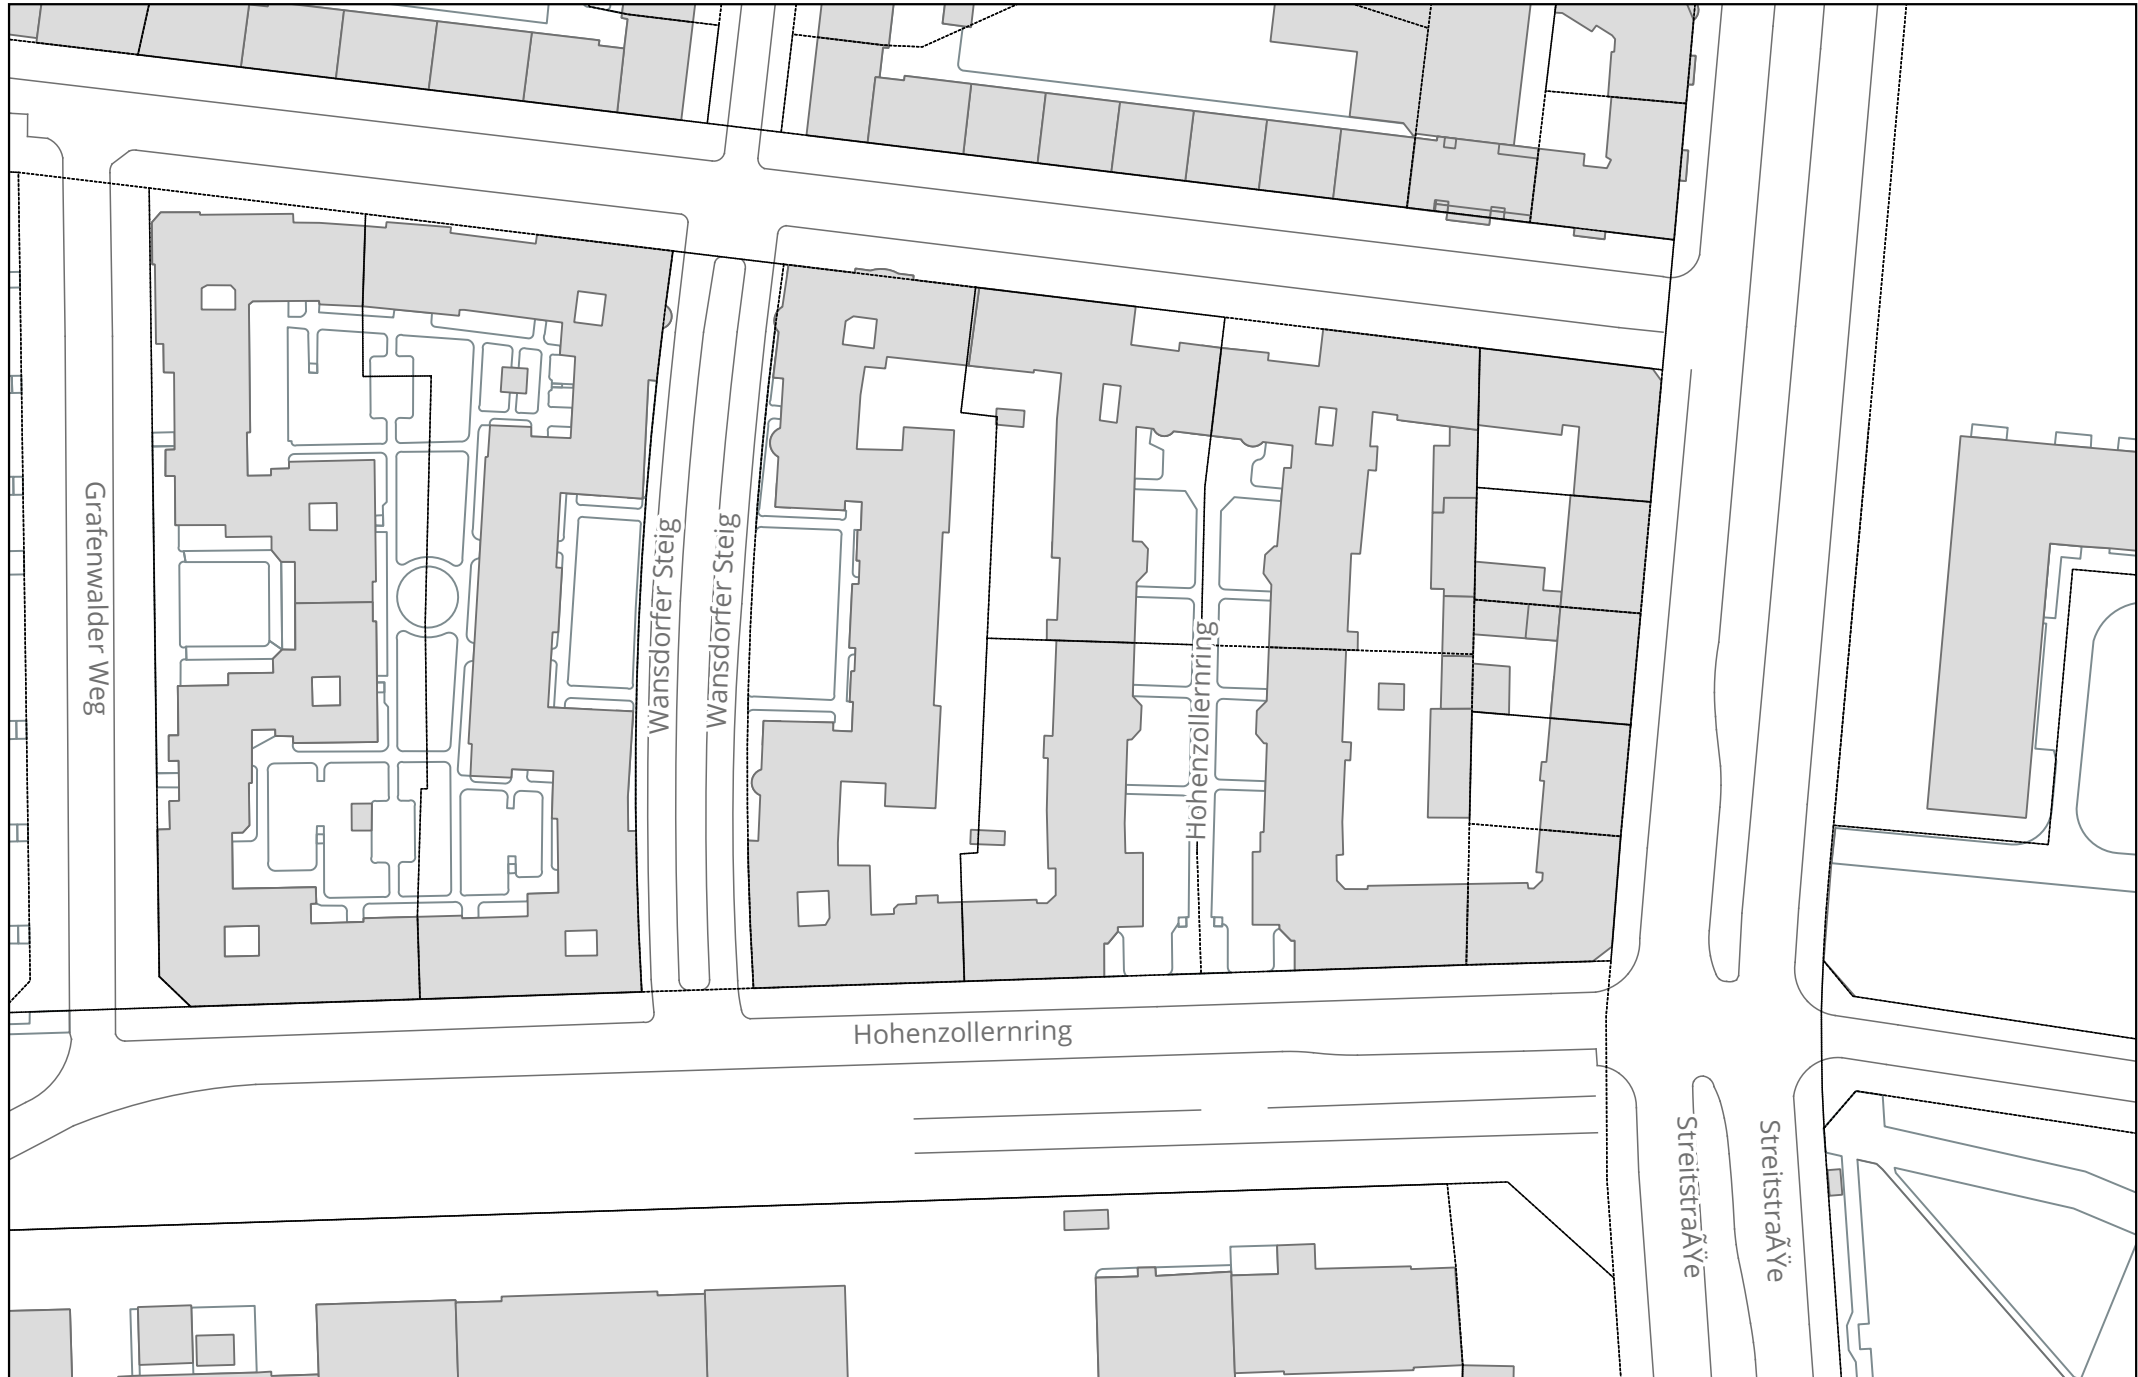 Grafenwalder Weg
Wansdorfer Steig
Wansdorfer Steig
Hohenzollernring
Hohenzollernring
StreitstraÃŸe
StreitstraÃŸe